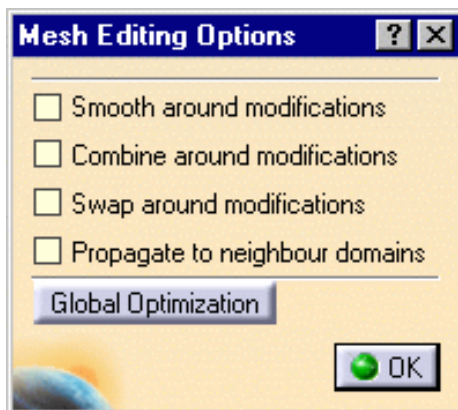 Mesh Editing Options
Smooth around modifications
Combine around modifications
Swap around modifications
Propagate to neighbour domains
Global Optimization
OK